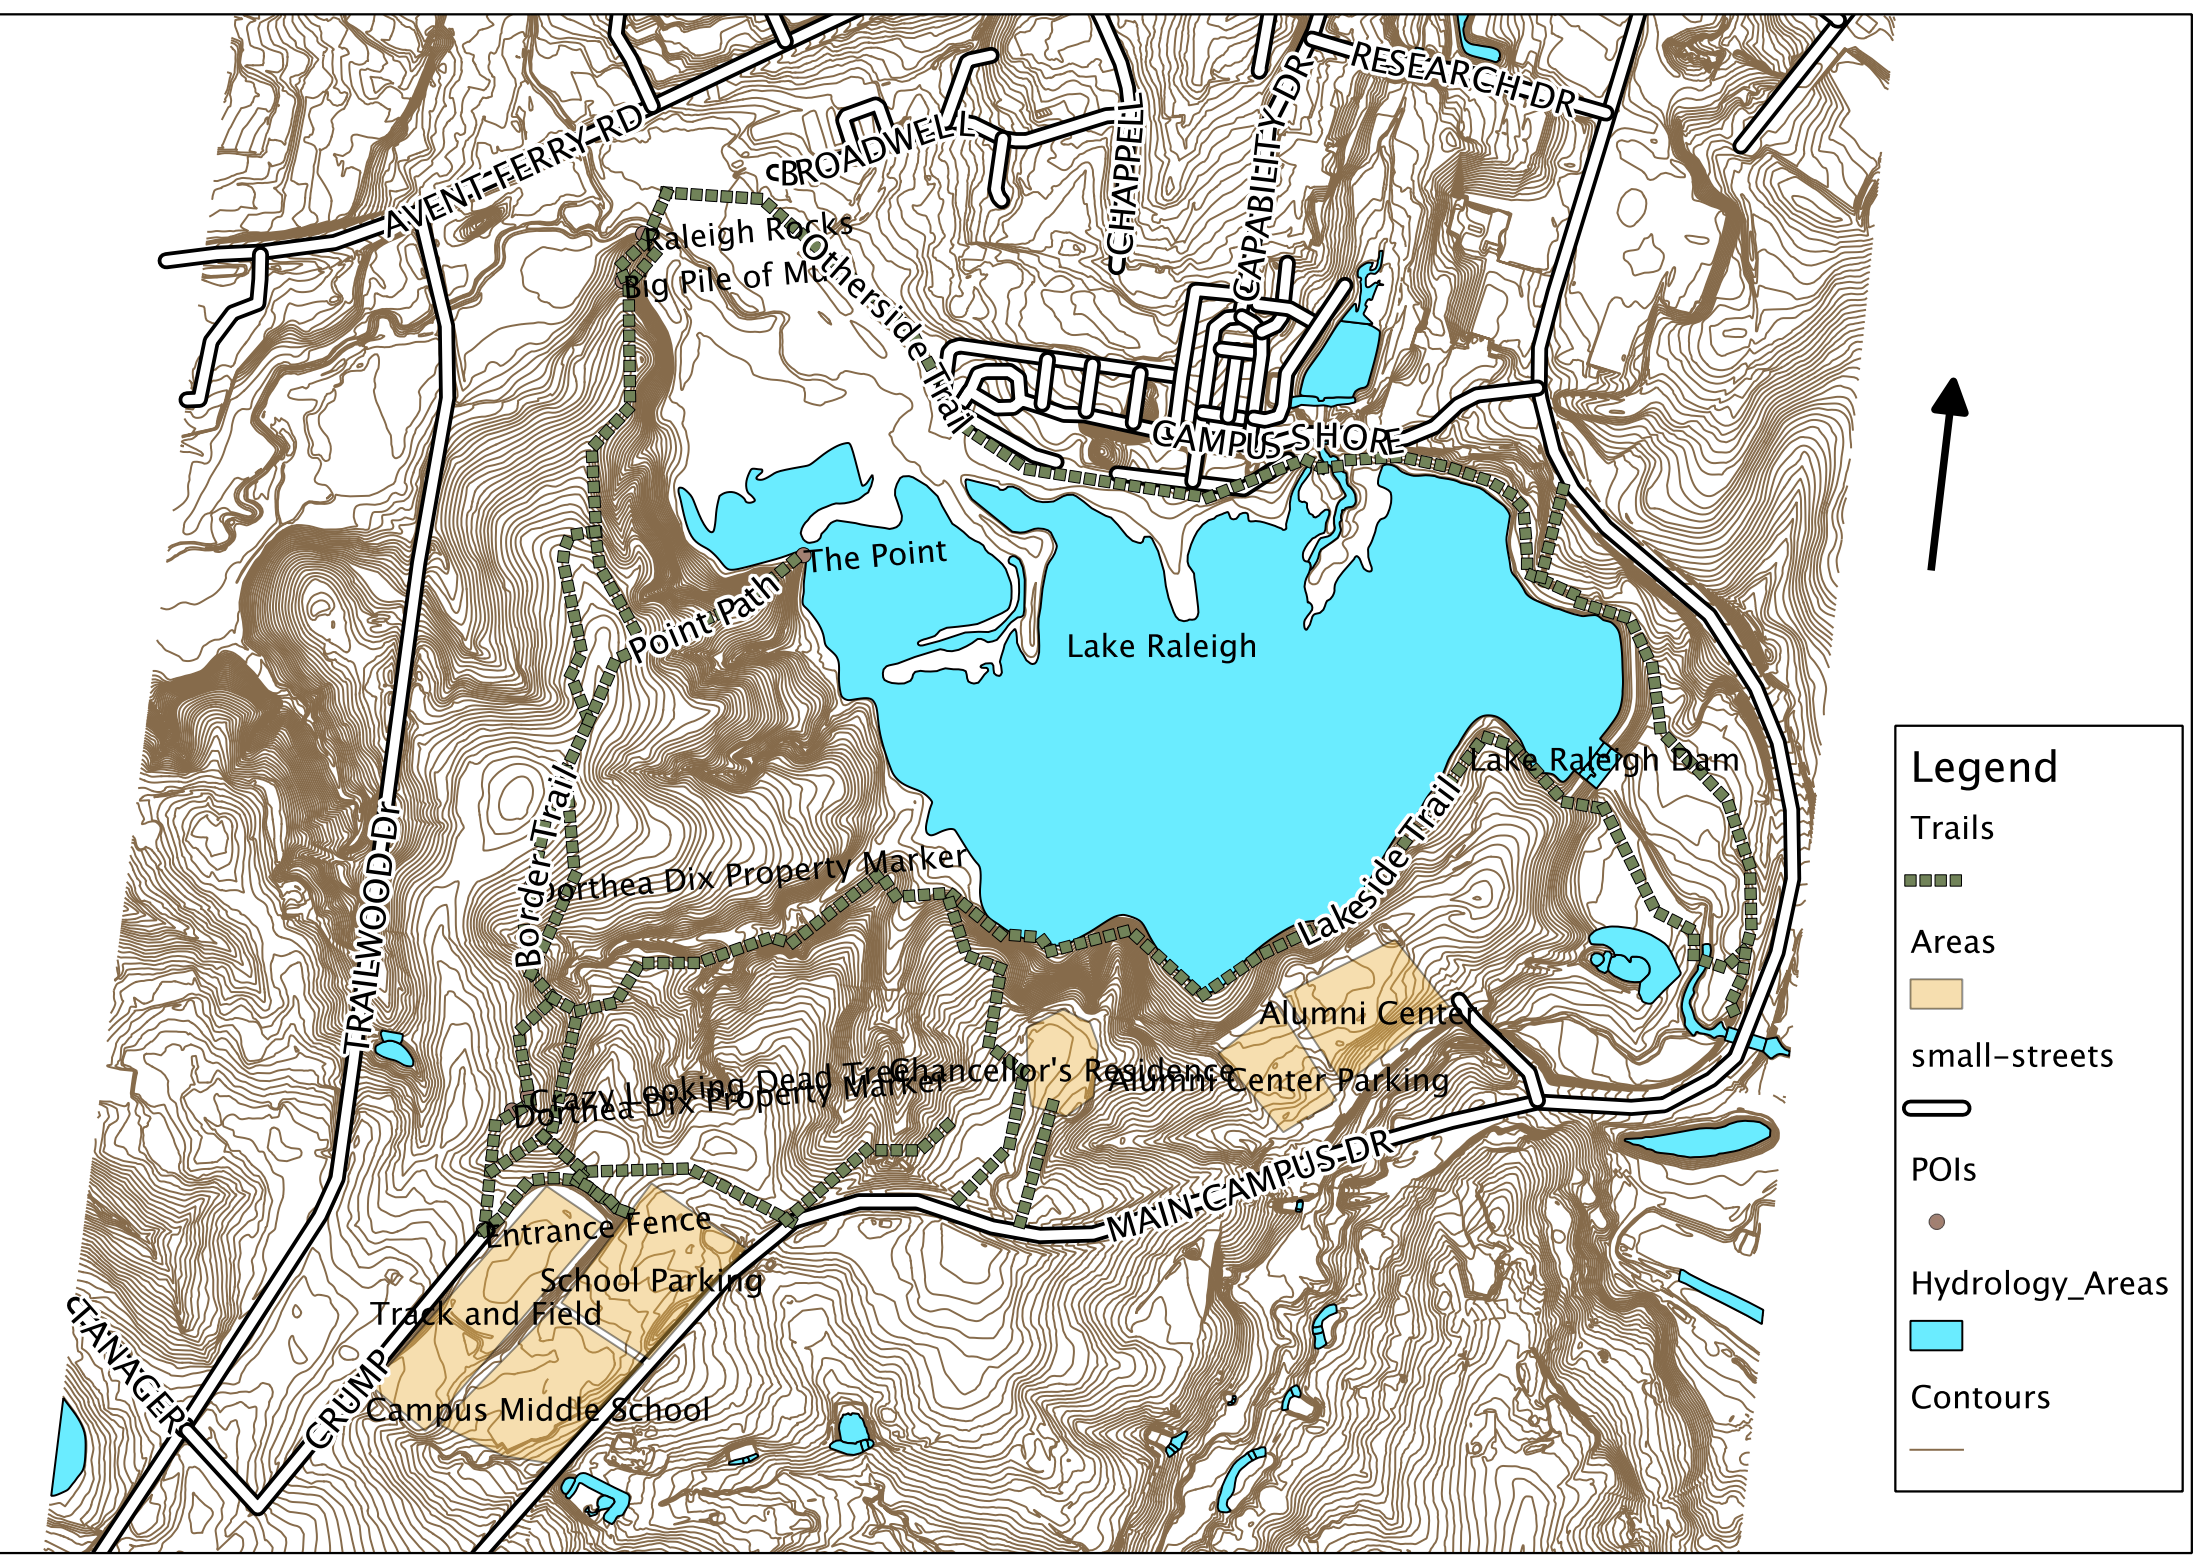 RESEARCH DR
AVENT FERRY RD
BROADWELL
CHAPPELL
CAPABILITY DR
Raleigh Rocks
Big Pile of Mu
Otherside Trail
CAMPUS SHORE
The Point
Point Path
Lake Raleigh
Lake Raleigh Dam
Lakeside Trail
Border Trail
Dorthea Dix Property Marker
TRAILWOOD Dr
Alumni Center
Crazy Looking Dead Tree
Chancellor's Residence
Alumni Center Parking
Dorthea Dix Property Marker
MAIN CAMPUS DR
Entrance Fence
School Parking
Track and Field
TANAGER
CRUMP
Campus Middle School
Legend
Trails
Areas
small-streets
POIs
Hydrology_Areas
Contours